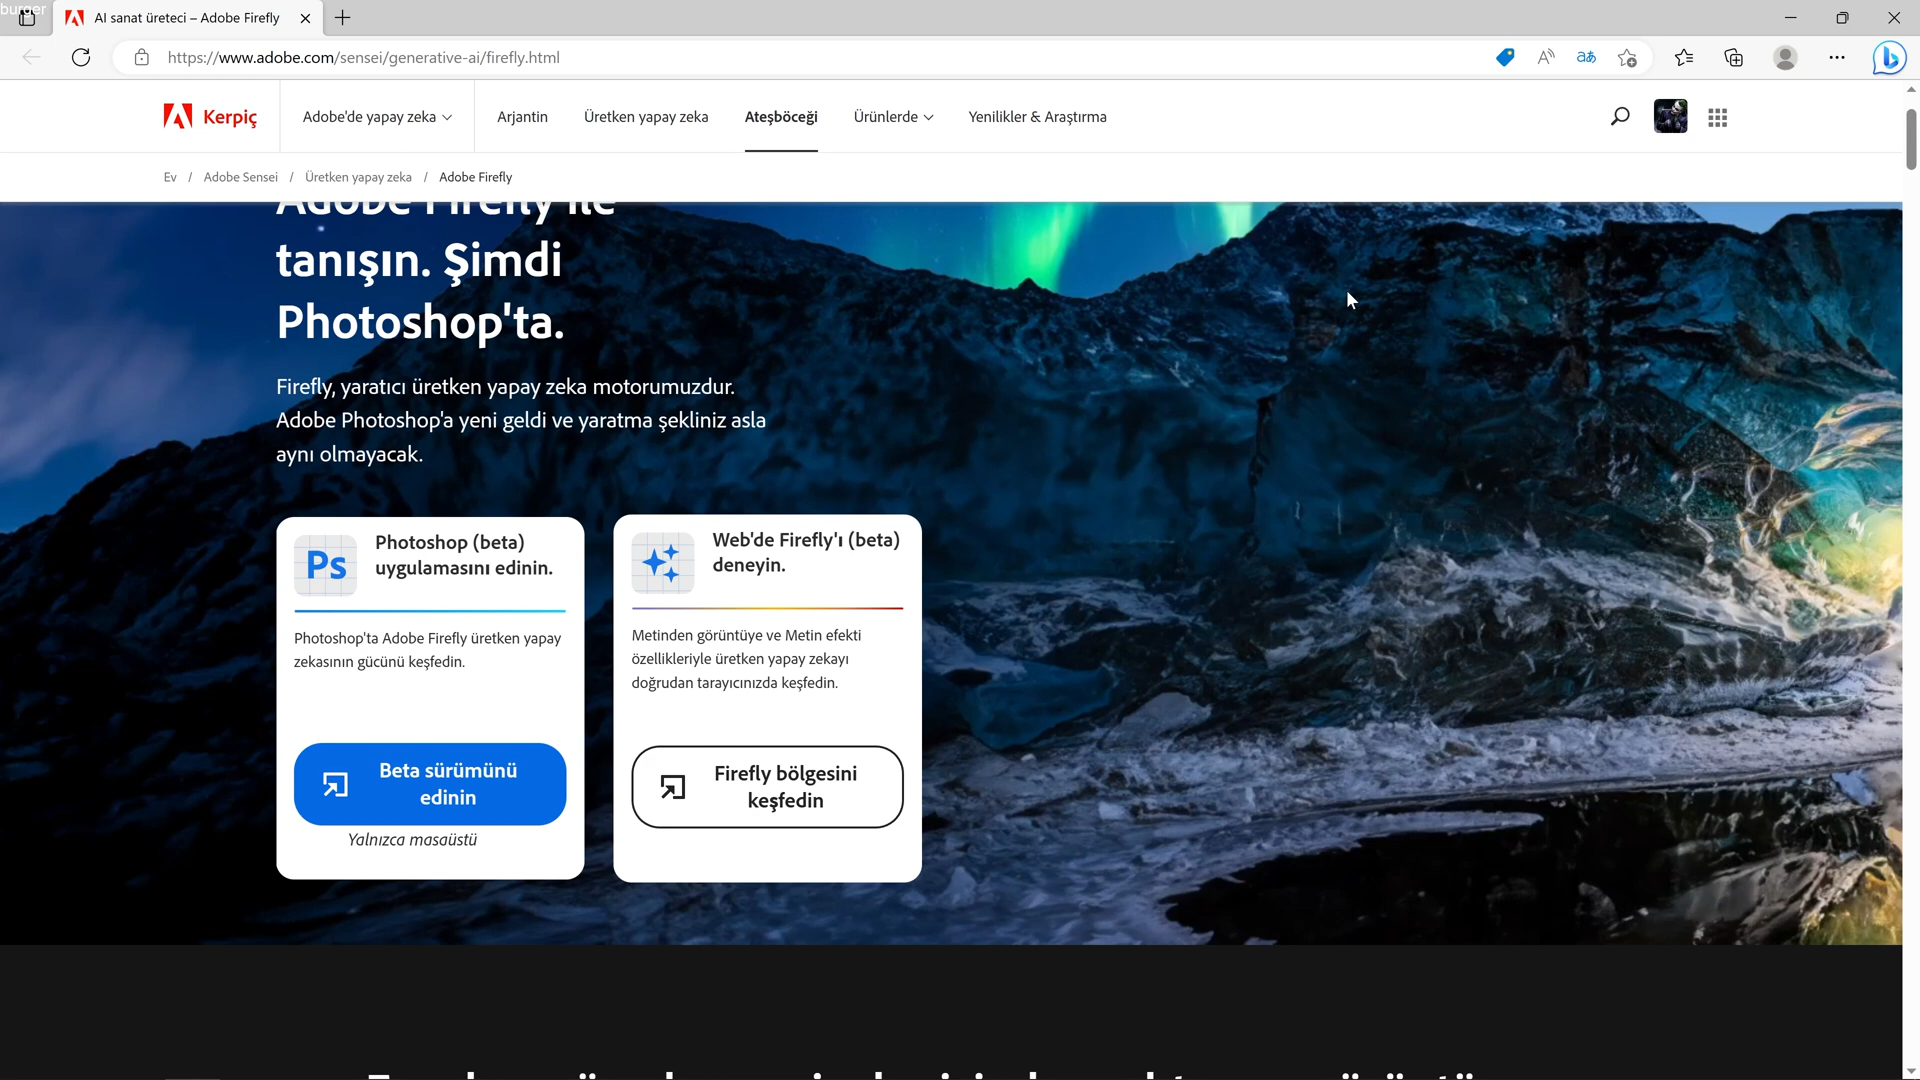 burger
AI sanat üreteci – Adobe Firefly
https://www.adobe.com/sensei/generative-ai/firefly.html
Kerpiç
Adobe'de yapay zeka
Arjantin
Üretken yapay zeka
Ateşböceği
Ürünlerde
Yenilikler & Araştırma
Ev / Adobe Sensei / Üretken yapay zeka / Adobe Firefly
Adobe Firefly ile
tanışın. Şimdi
Photoshop'ta.
Firefly, yaratıcı üretken yapay zeka motorumuzdur.
Adobe Photoshop'a yeni geldi ve yaratma şekliniz asla
aynı olmayacak.
Ps
Photoshop (beta)
uygulamasını edinin.
Photoshop'ta Adobe Firefly üretken yapay
zekasının gücünü keşfedin.
Beta sürümünü
edinin
Yalnızca masaüstü
Web'de Firefly'ı (beta)
deneyin.
Metinden görüntüye ve Metin efekti
özellikleriyle üretken yapay zekayı
doğrudan tarayıcınızda keşfedin.
Firefly bölgesini
keşfedin